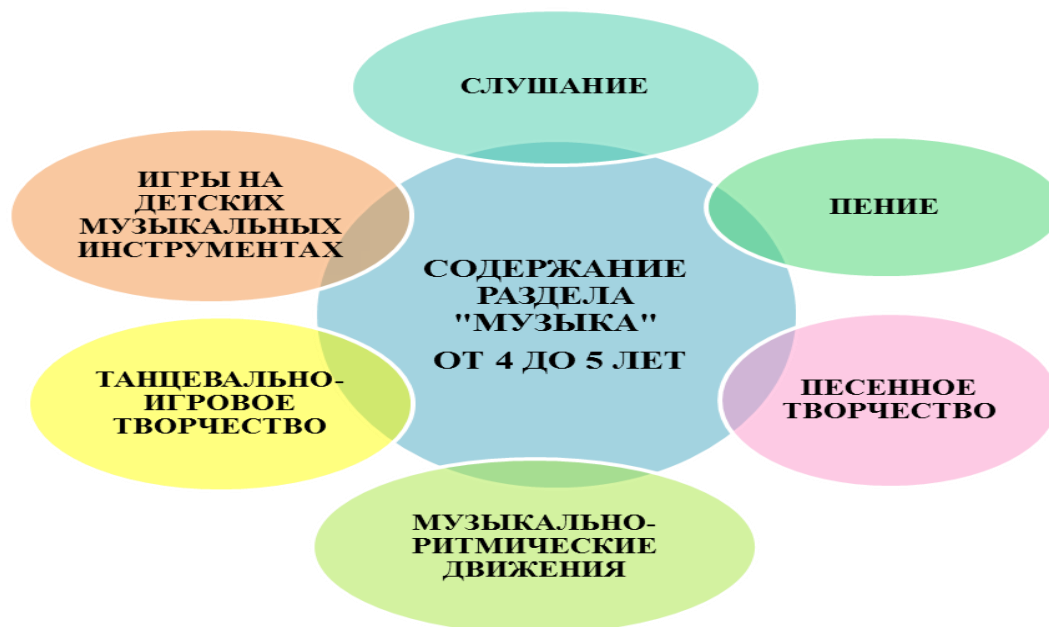 СЛУШАНИЕ
ПЕНИЕ
ПЕСЕННОЕ
ТВОРЧЕСТВО
МУЗЫКАЛЬНО-
РИТМИЧЕСКИЕ
ДВИЖЕНИЯ
ТАНЦЕВАЛЬНО-
ИГРОВОЕ
ТВОРЧЕСТВО
ИГРЫ НА
ДЕТСКИХ
МУЗЫКАЛЬНЫХ
ИНСТРУМЕНТАХ
СОДЕРЖАНИЕ
РАЗДЕЛА
"МУЗЫКА"
ОТ 4 ДО 5 ЛЕТ